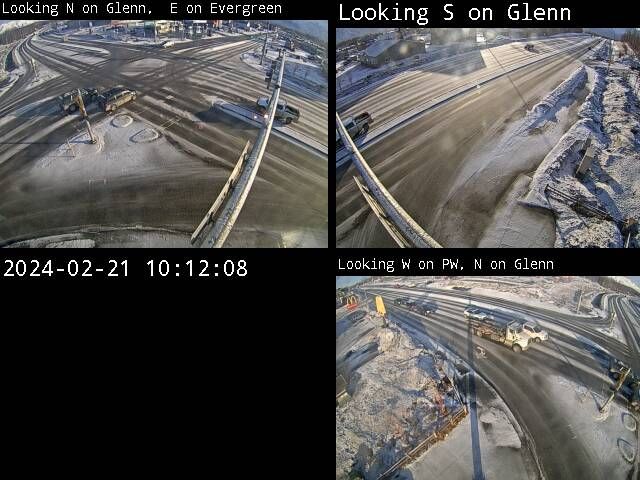 Looking N on Glenn,  E on Evergreen
Looking S on Glenn
2024-02-21 10:12:08
Looking W on PW, N on Glenn